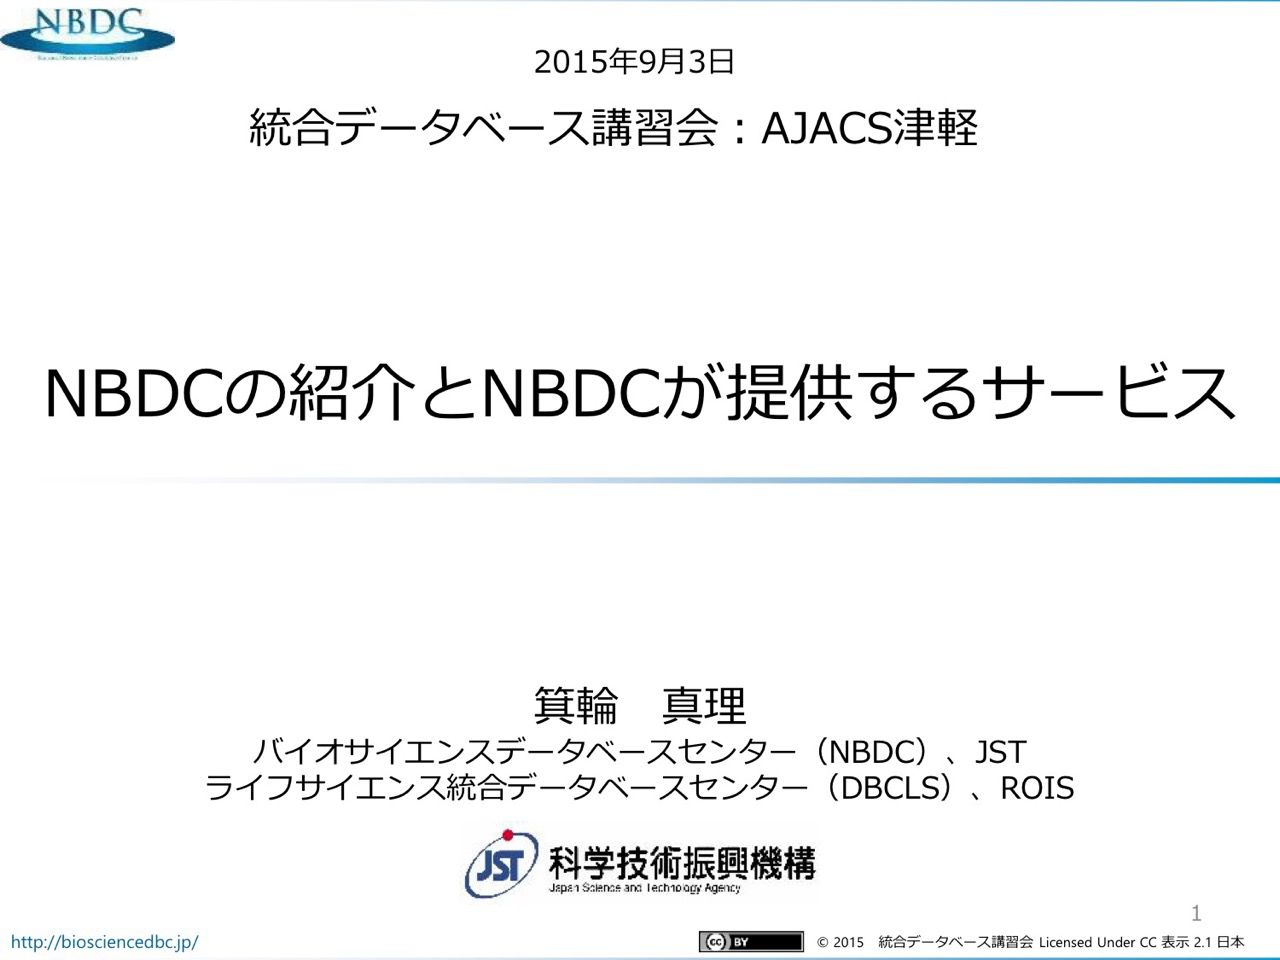 NBDC
2015年9月3日
統合データベース講習会：AJACS津軽
NBDCの紹介とNBDCが提供するサービス
箕輪　真理
バイオサイエンスデータベースセンター（NBDC）、JST
ライフサイエンス統合データベースセンター（DBCLS）、ROIS
JST 科学技術振興機構
Japan Science and Technology Agency
1
http://biosciencedbc.jp/
cc BY © 2015　統合データベース講習会 Licensed Under CC 表示 2.1 日本